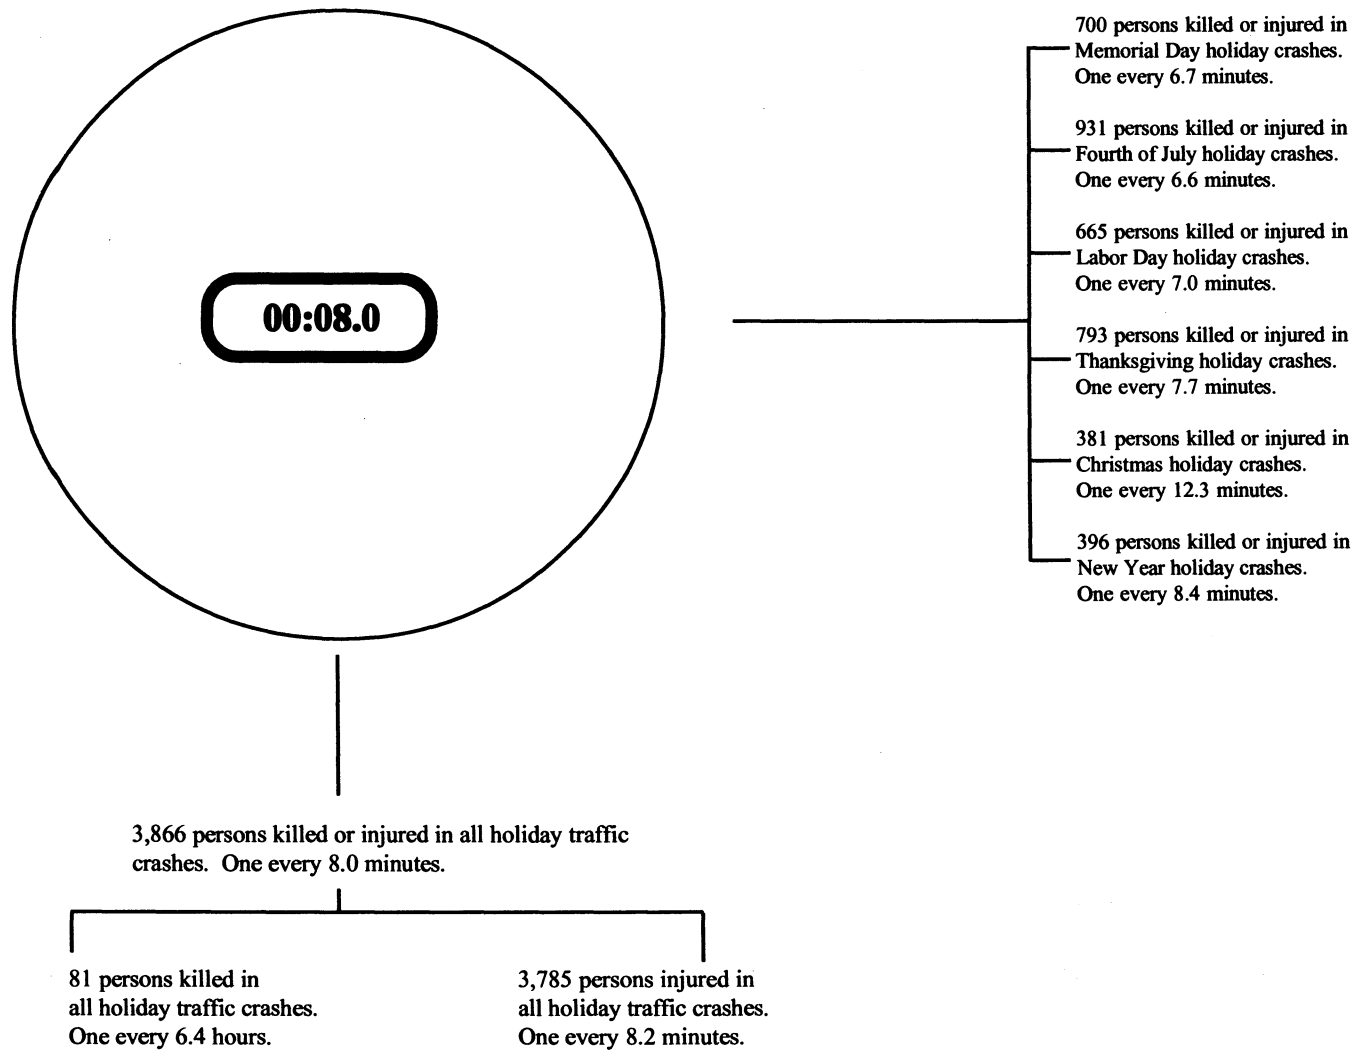 00:08.0
700 persons killed or injured in
Memorial Day holiday crashes.
One every 6.7 minutes.
931 persons killed or injured in
Fourth of July holiday crashes.
One every 6.6 minutes.
665 persons killed or injured in
Labor Day holiday crashes.
One every 7.0 minutes.
793 persons killed or injured in
Thanksgiving holiday crashes.
One every 7.7 minutes.
381 persons killed or injured in
Christmas holiday crashes.
One every 12.3 minutes.
396 persons killed or injured in
New Year holiday crashes.
One every 8.4 minutes.
3,866 persons killed or injured in all holiday traffic
crashes. One every 8.0 minutes.
81 persons killed in
all holiday traffic crashes.
One every 6.4 hours.
3,785 persons injured in
all holiday traffic crashes.
One every 8.2 minutes.